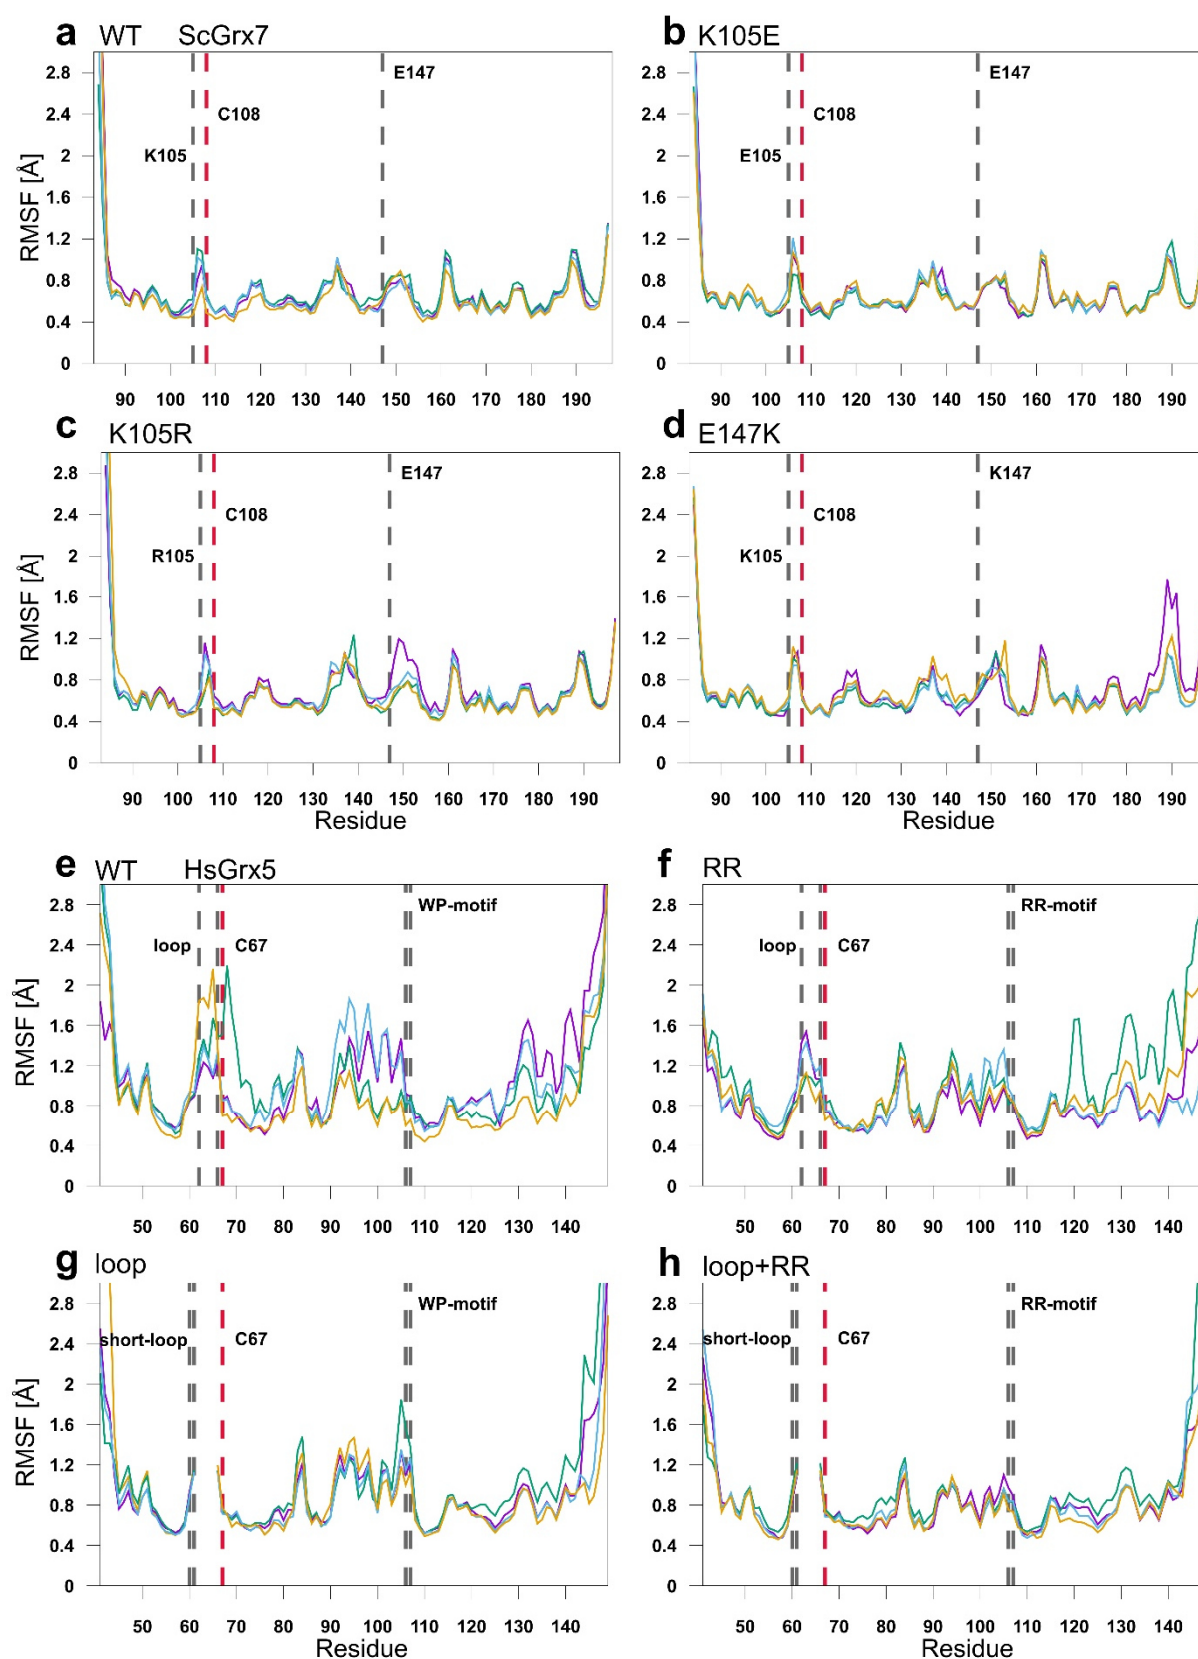 a WT ScGrx7
b K105E
2.8
2.4
2
1.6
1.2
0.8
0.4
0
RMSF [Å]
E147
C108
K105
90 100 110 120 130 140 150 160 170 180 190
2.8
2.4
2
1.6
1.2
0.8
0.4
0
E147
C108
E105
90 100 110 120 130 140 150 160 170 180 190
c K105R
d E147K
2.8
2.4
2
1.6
1.2
0.8
0.4
0
RMSF [Å]
E147
C108
R105
90 100 110 120 130 140 150 160 170 180 190
Residue
2.8
2.4
2
1.6
1.2
0.8
0.4
0
K147
C108
K105
90 100 110 120 130 140 150 160 170 180 190
Residue
e WT HsGrx5
f RR
2.8
2.4
2
1.6
1.2
0.8
0.4
0
RMSF [Å]
WP-motif
loop C67
50 60 70 80 90 100 110 120 130 140
2.8
2.4
2
1.6
1.2
0.8
0.4
0
RR-motif
loop C67
50 60 70 80 90 100 110 120 130 140
g loop
h loop+RR
2.8
2.4
2
1.6
1.2
0.8
0.4
0
RMSF [Å]
WP-motif
short-loop C67
50 60 70 80 90 100 110 120 130 140
Residue
2.8
2.4
2
1.6
1.2
0.8
0.4
0
RR-motif
short-loop C67
50 60 70 80 90 100 110 120 130 140
Residue